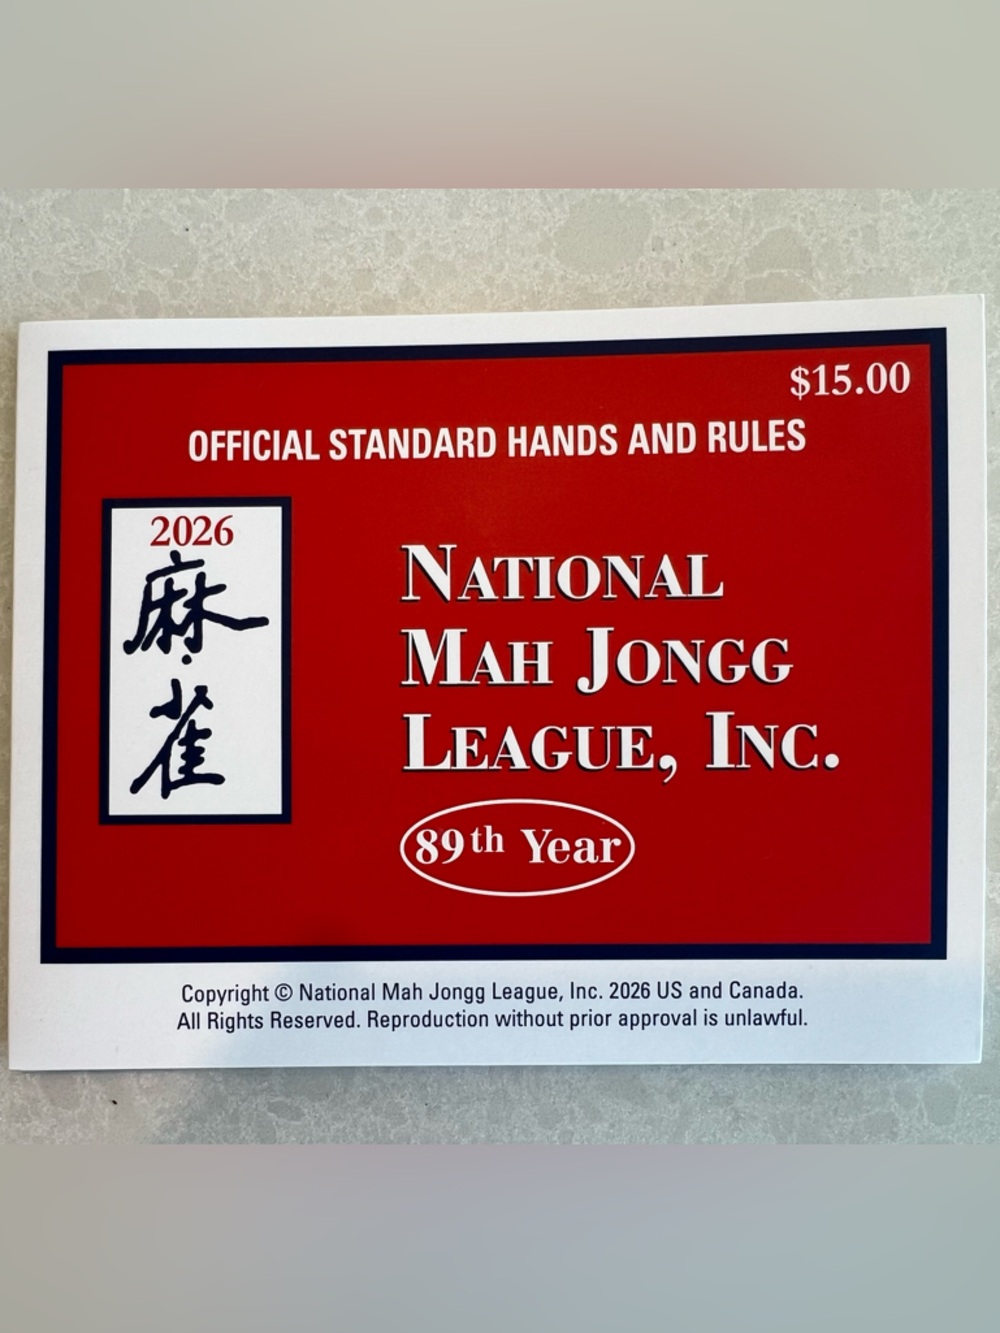 $15.00
OFFICIAL STANDARD HANDS AND RULES
2026
麻
雀
NATIONAL
MAH JONGG
LEAGUE, INC.
89th Year
Copyright © National Mah Jongg League, Inc. 2026 US and Canada.
All Rights Reserved. Reproduction without prior approval is unlawful.